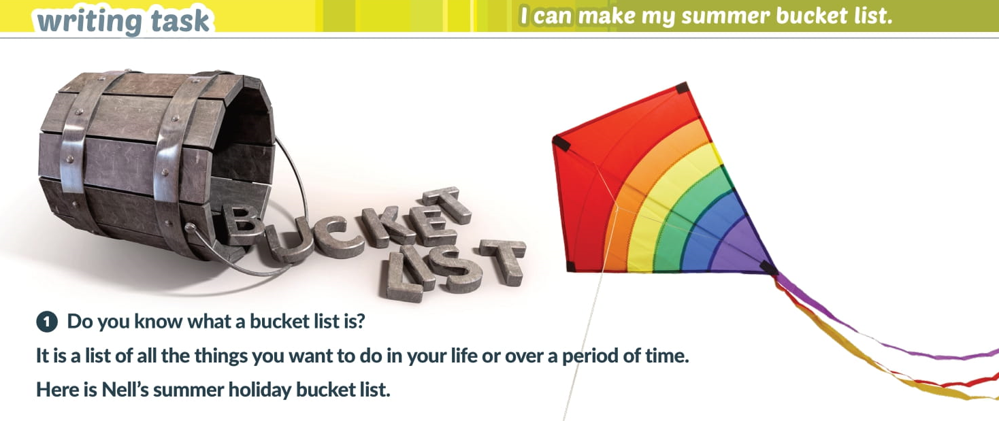 writing task
I can make my summer bucket list.
BUCKET
LIST
1 Do you know what a bucket list is?
It is a list of all the things you want to do in your life or over a period of time.
Here is Nell’s summer holiday bucket list.